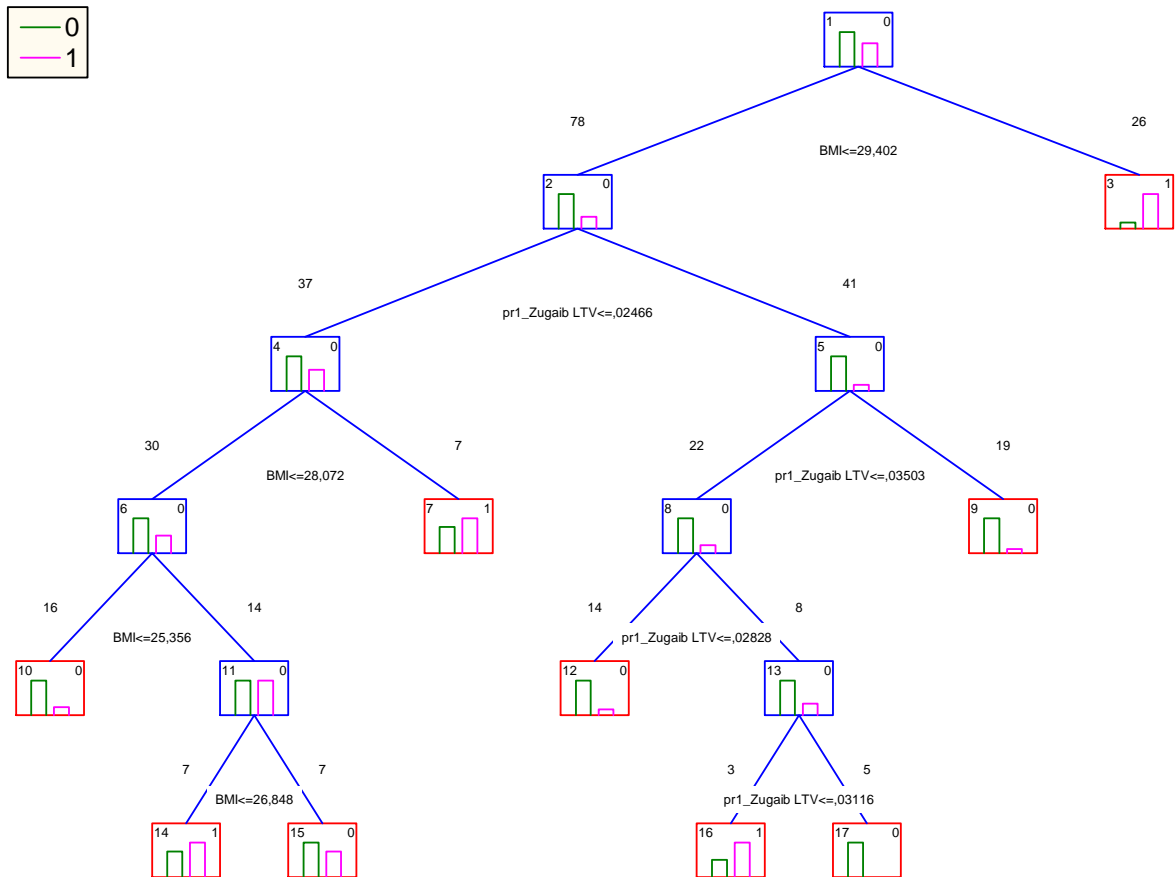 0
1
1 0
78 26
BMI<=29,402
2 0
3 1
37 41
pr1_Zugaib LTV<=,02466
4 0
5 0
30 7 22 19
BMI<=28,072
pr1_Zugaib LTV<=,03503
6 0
7 1
8 0
9 0
16 14 14 8
BMI<=25,356
pr1_Zugaib LTV<=,02828
10 0
11 0
12 0
13 0
7 7 3 5
BMI<=26,848
pr1_Zugaib LTV<=,03116
14 1
15 0
16 1
17 0